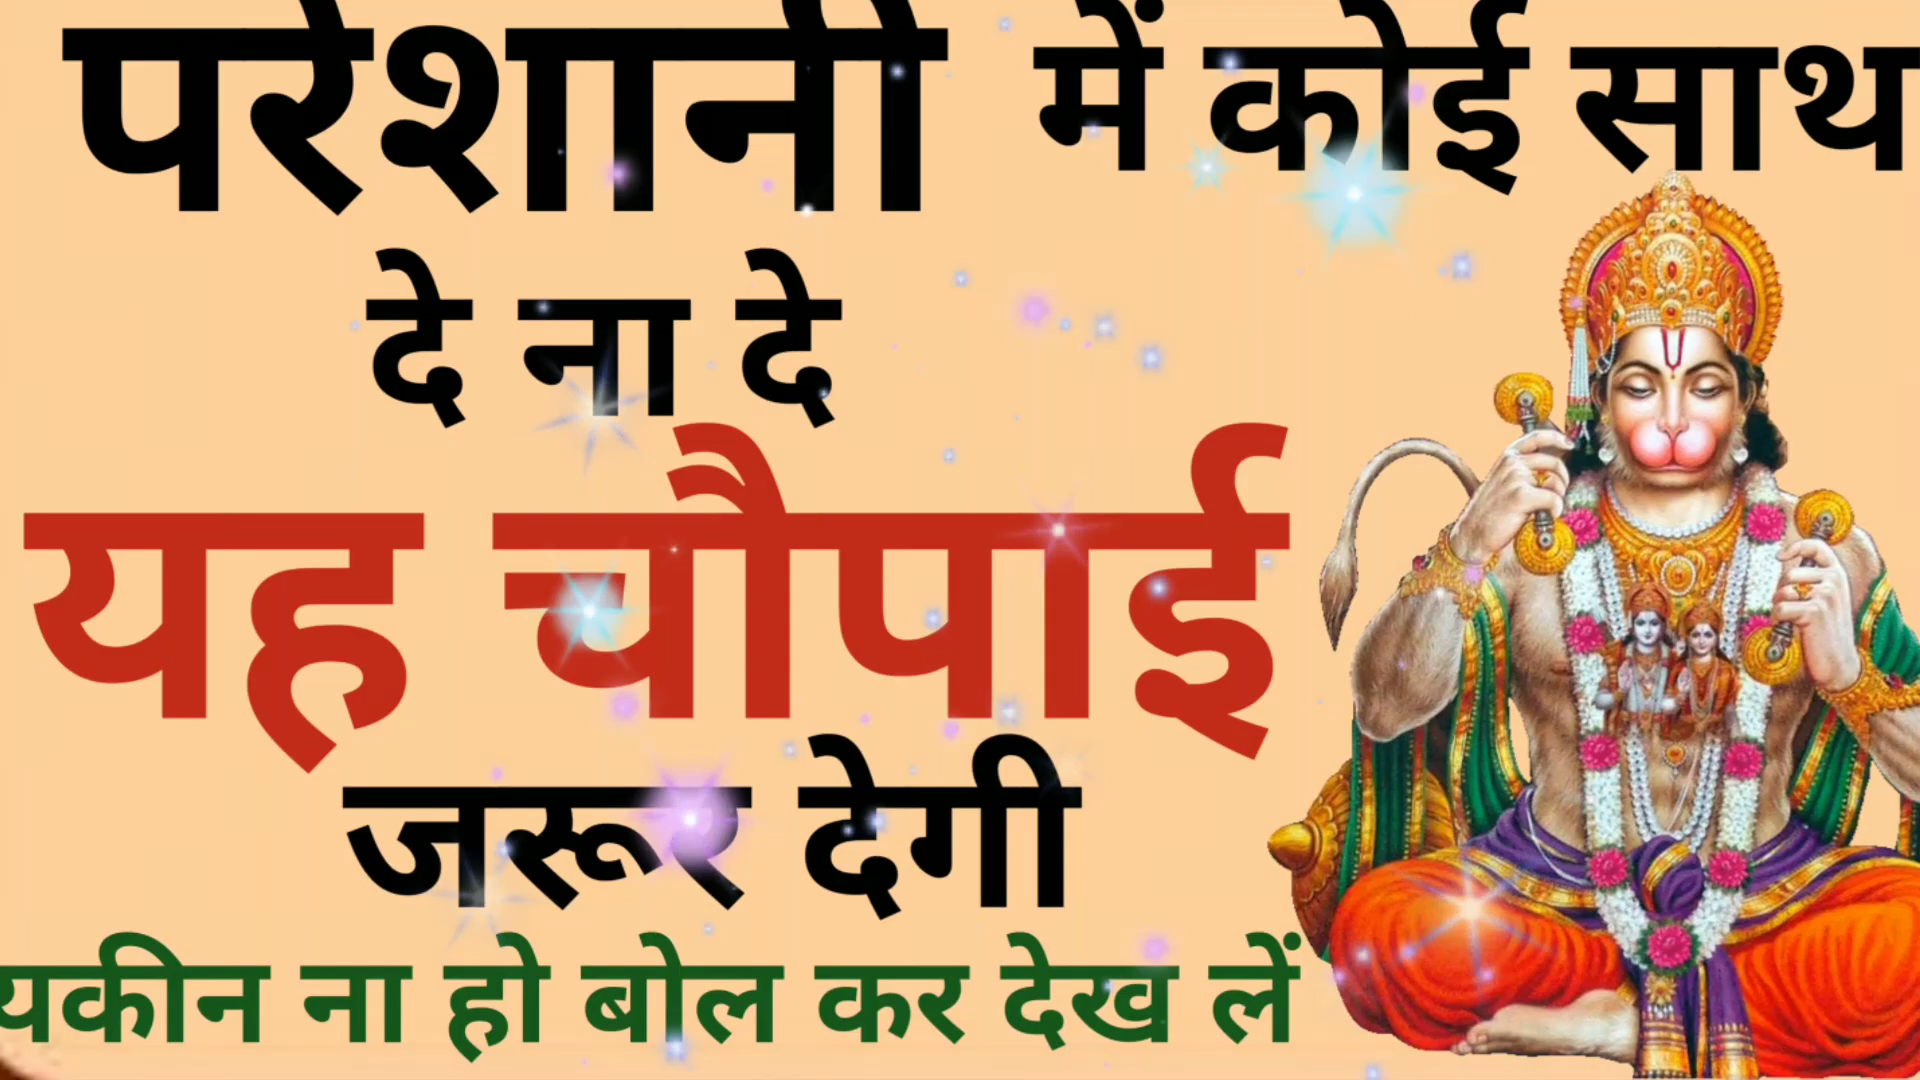 परेशानी में कोई साथ
दे ना दे
यह चौपाई
जरूर देगी
यकीन ना हो बोल कर देख लें